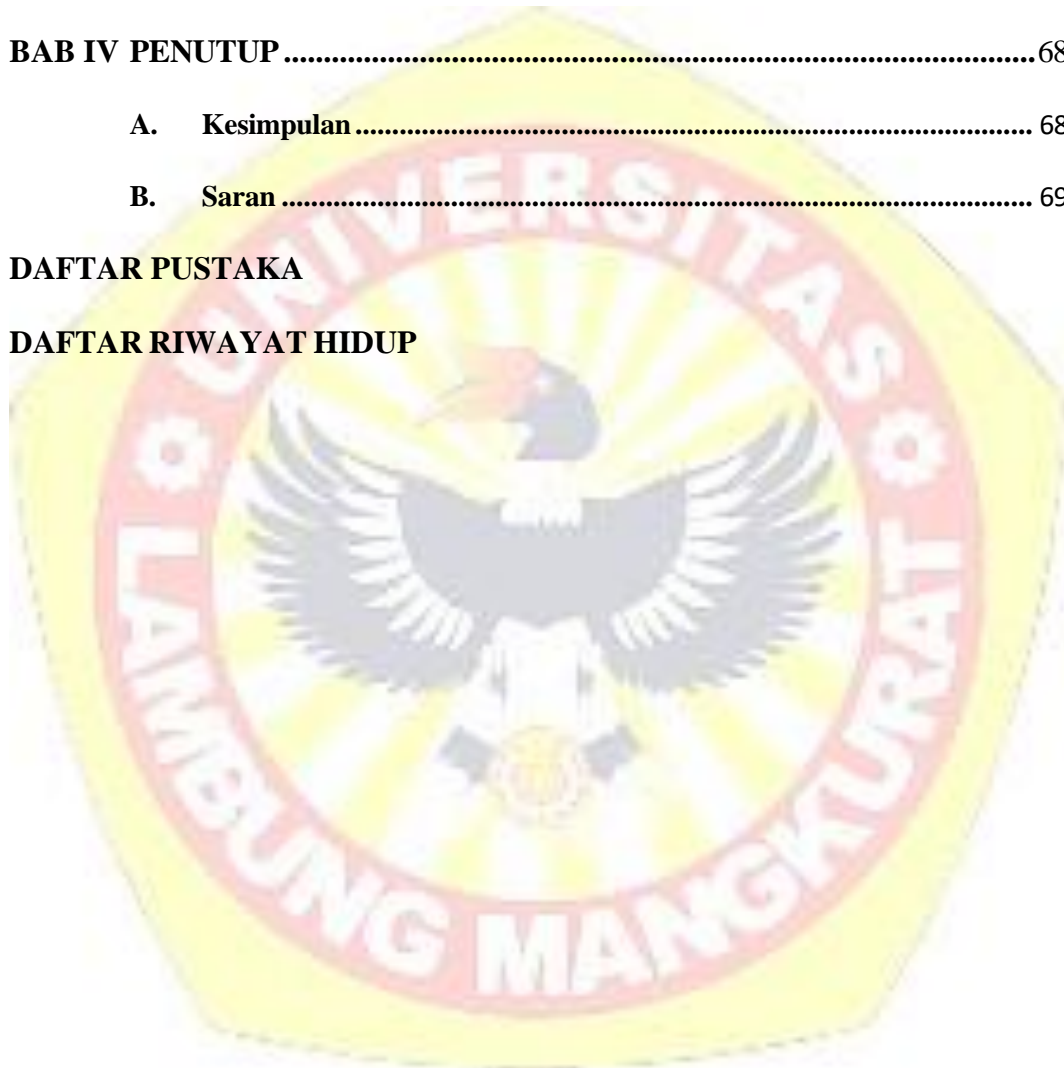 BAB IV PENUTUP ............................................................................................. 68
A. Kesimpulan ............................................................................................. 68
B. Saran ............................................................................................. 69
DAFTAR PUSTAKA
DAFTAR RIWAYAT HIDUP
UNIVERSITAS
LAMBUNG MANGKURAT